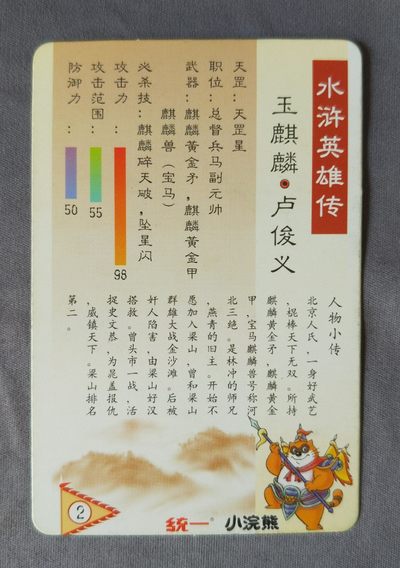 水浒英雄传
玉麒麟·卢俊义
天罡：天罡星
职位：总督兵马副元帅
武器：麒麟黄金矛，麒麟黄金甲
麒麟兽（宝马）
必杀技：麒麟碎天破，坠星闪
攻击力：
98
攻击范围：
55
防御力：
50
人物小传
北京人氏，一身好武艺
，棍棒天下无双。所持
麒麟黄金矛，麒麟黄金
甲，宝马麒麟兽号称河
北三绝。是林冲的师兄
，燕青的旧主。开始不
愿加入梁山，曾和梁山
群雄大战金沙滩。后被
奸人陷害，由梁山好汉
搭救。曾头市一战，活
捉史文恭，为晁盖报仇
，威镇天下。梁山排名
第二。
2
统一® 小浣熊